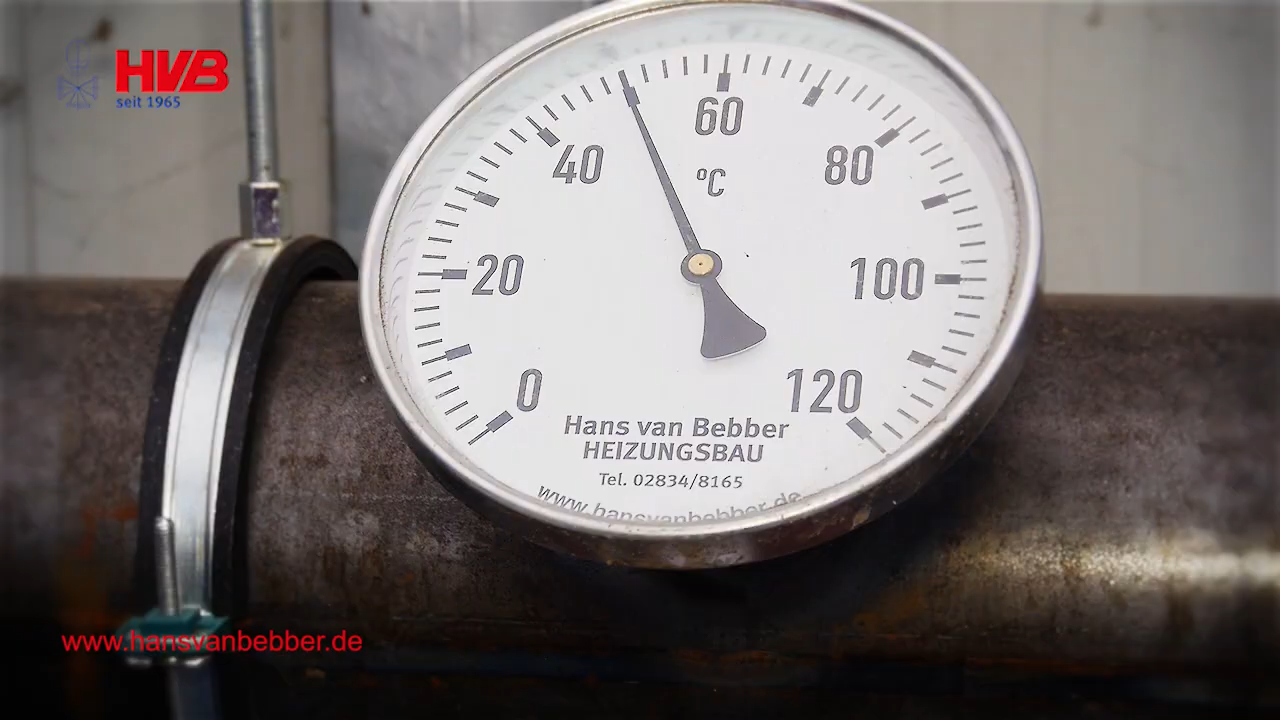 HVB
seit 1965
60
40
80
°C
20
100
0
120
Hans van Bebber
HEIZUNGSBAU
Tel. 02834/8165
www.hansvanbebber.de
www.hansvanbebber.de